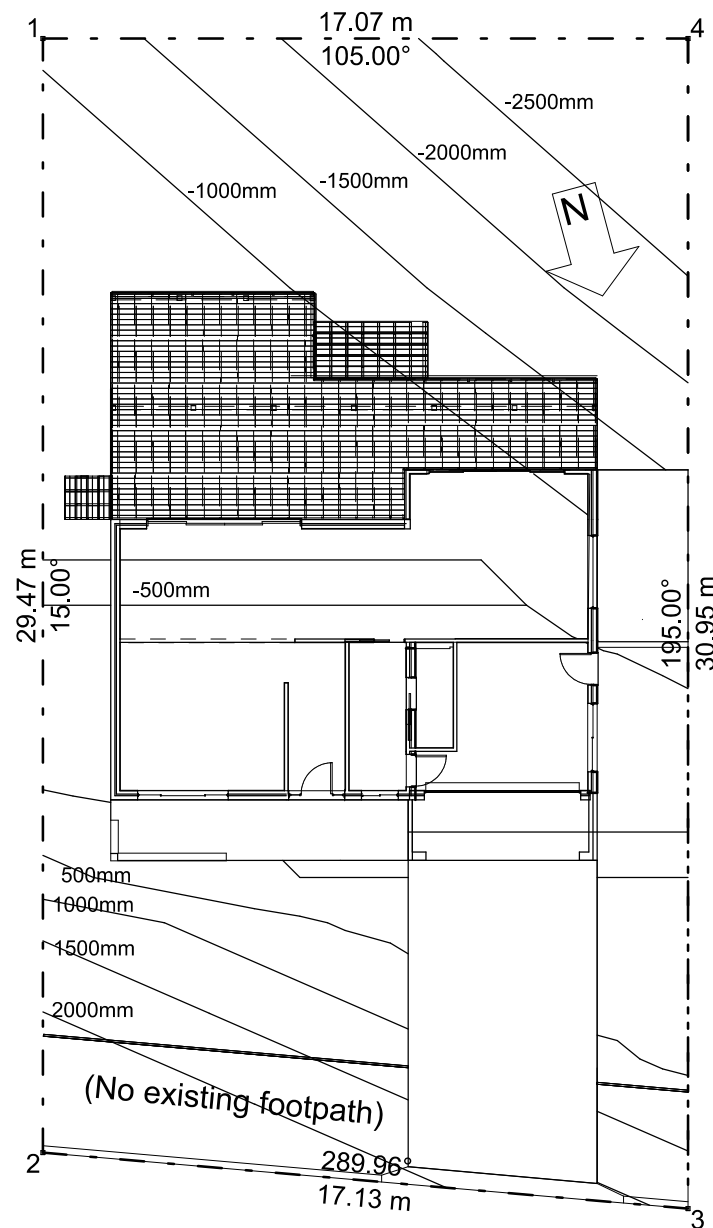 1
17.07 m
4
105.00°
-2500mm
-2000mm
-1500mm
-1000mm
N
29.47 m
15.00°
-500mm
195.00°
30.95 m
500mm
1000mm
1500mm
2000mm
(No existing footpath)
2
289.96°
17.13 m
3